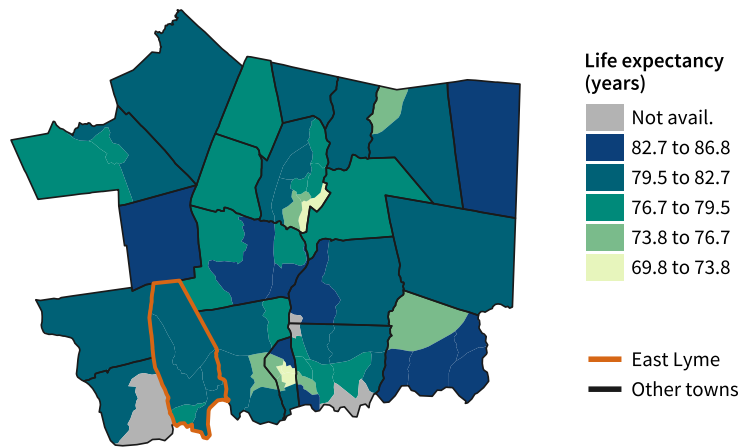 Life expectancy
(years)
Not avail.
82.7 to 86.8
79.5 to 82.7
76.7 to 79.5
73.8 to 76.7
69.8 to 73.8
East Lyme
Other towns